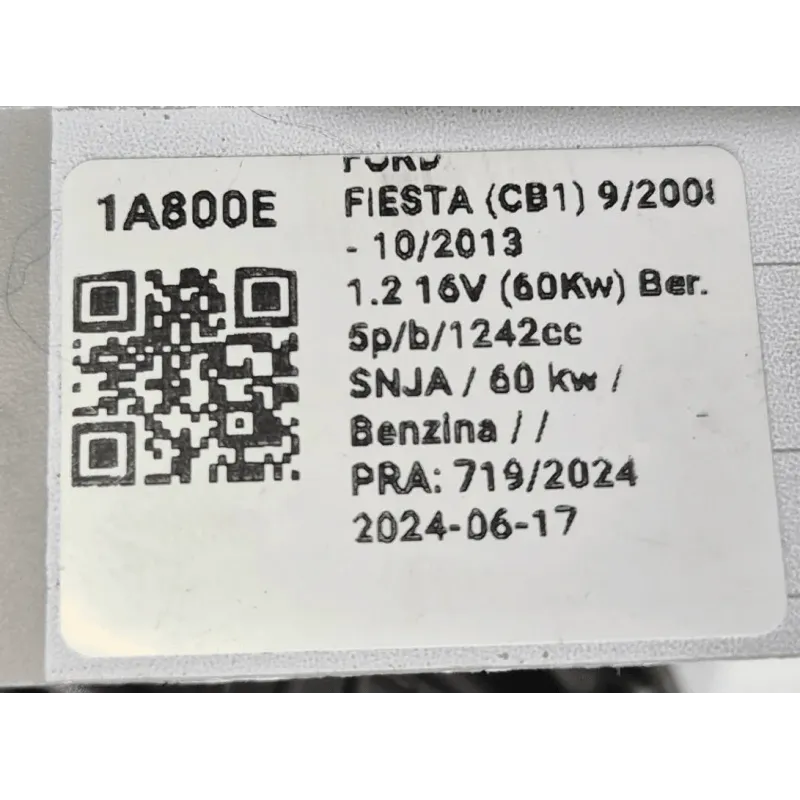 1A800E
FORD
FIESTA (CB1) 9/2008
- 10/2013
1.2 16V (60Kw) Ber.
5p/b/1242cc
SNJA / 60 kw /
Benzina / /
PRA: 719/2024
2024-06-17